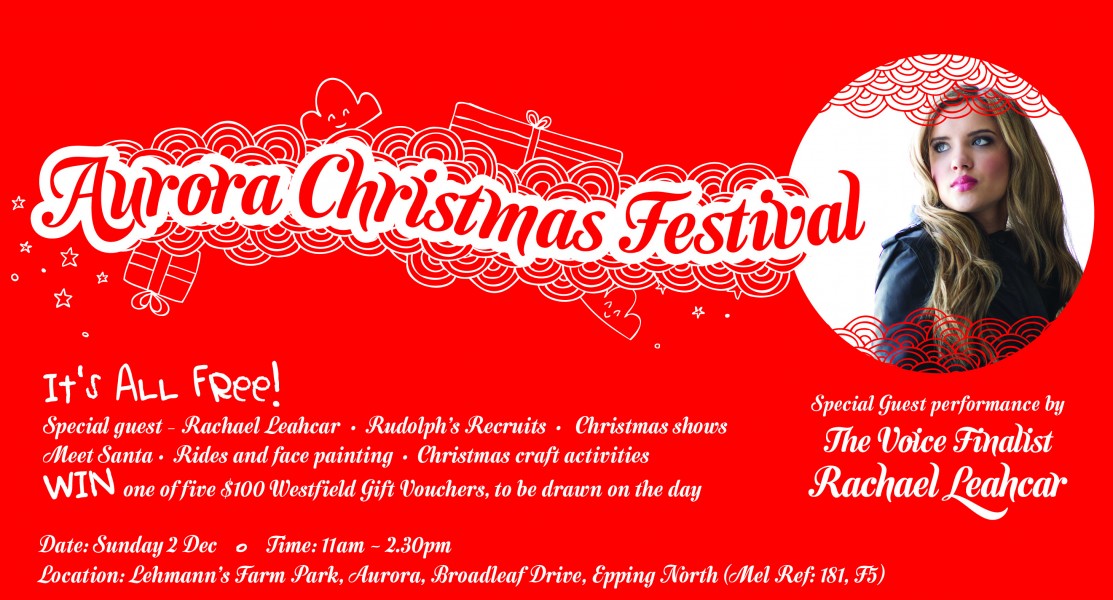 Aurora Christmas Festival
It's ALL FRee!
Special guest - Rachael Leahcar • Rudolph's Recruits • Christmas shows
Meet Santa • Rides and face painting • Christmas craft activities
WIN one of five $100 Westfield Gift Vouchers, to be drawn on the day
Date: Sunday 2 Dec o Time: 11am ~ 2.30pm
Location: Lehmann's Farm Park, Aurora, Broadleaf Drive, Epping North (Mel Ref: 181, F5)
Special Guest performance by
The Voice Finalist
Rachael Leahcar